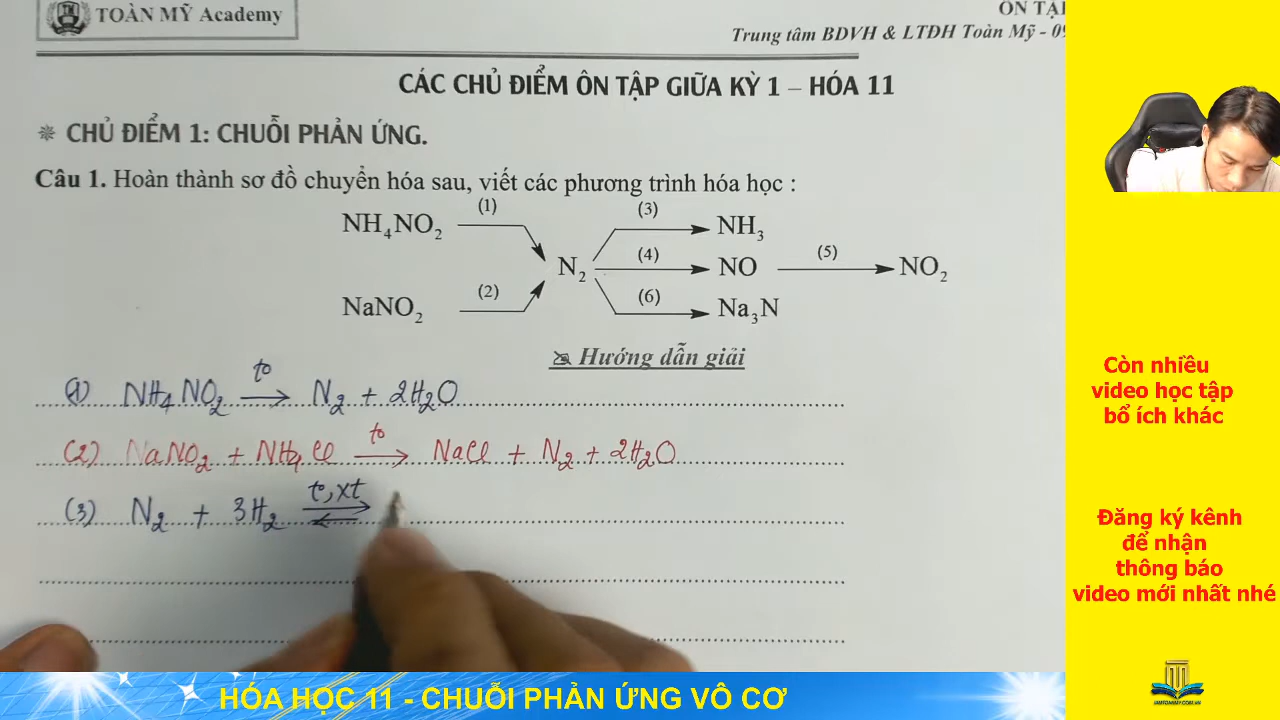 TOÀN MỸ Academy
ÔN TẬ
Trung tâm BDVH & LTĐH Toàn Mỹ - 09
CÁC CHỦ ĐIỂM ÔN TẬP GIỮA KỲ 1 – HÓA 11
CHỦ ĐIỂM 1: CHUỖI PHẢN ỨNG.
Câu 1. Hoàn thành sơ đồ chuyển hóa sau, viết các phương trình hóa học :
(1) (3)
NH₄NO₂ NH₃
(4) (5)
N₂ NO NO₂
(2) (6)
NaNO₂ Na₃N
Hướng dẫn giải
(1) NH₄NO₂ →(t°) N₂ + 2H₂O
(2) NaNO₂ + NH₄Cl →(t°) NaCl + N₂ + 2H₂O
(3) N₂ + 3H₂ ⇌(t°, xt)
Còn nhiều
video học tập
bổ ích khác
Đăng ký kênh
để nhận
thông báo
video mới nhất nhé
HÓA HỌC 11 - CHUỖI PHẢN ỨNG VÔ CƠ